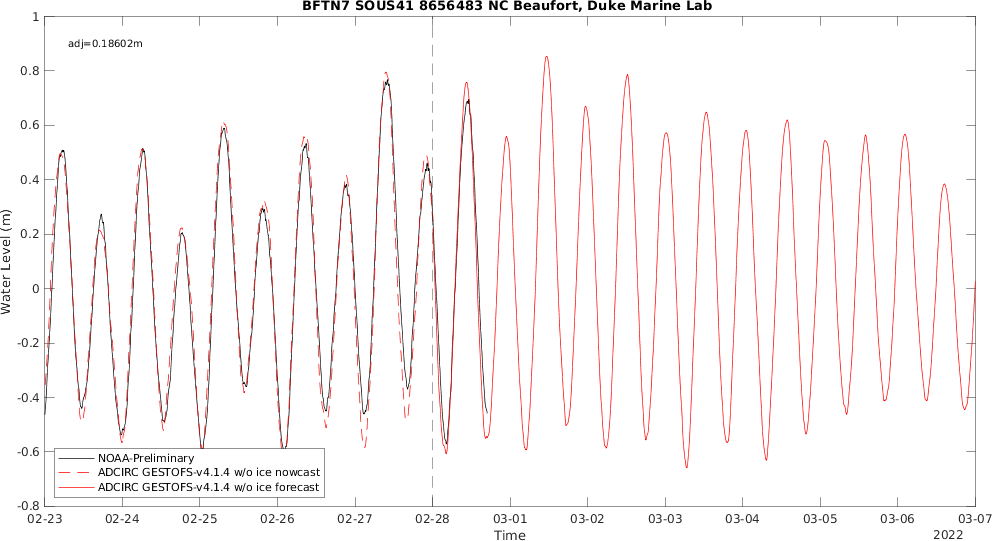 BFTN7 SOUS41 8656483 NC Beaufort, Duke Marine Lab
adj=0.18602m
1
0.8
0.6
0.4
0.2
0
-0.2
-0.4
-0.6
-0.8
Water Level (m)
NOAA-Preliminary
ADCIRC GESTOFS-v4.1.4 w/o ice nowcast
ADCIRC GESTOFS-v4.1.4 w/o ice forecast
02-23 02-24 02-25 02-26 02-27 02-28 03-01 03-02 03-03 03-04 03-05 03-06 03-07
Time
2022